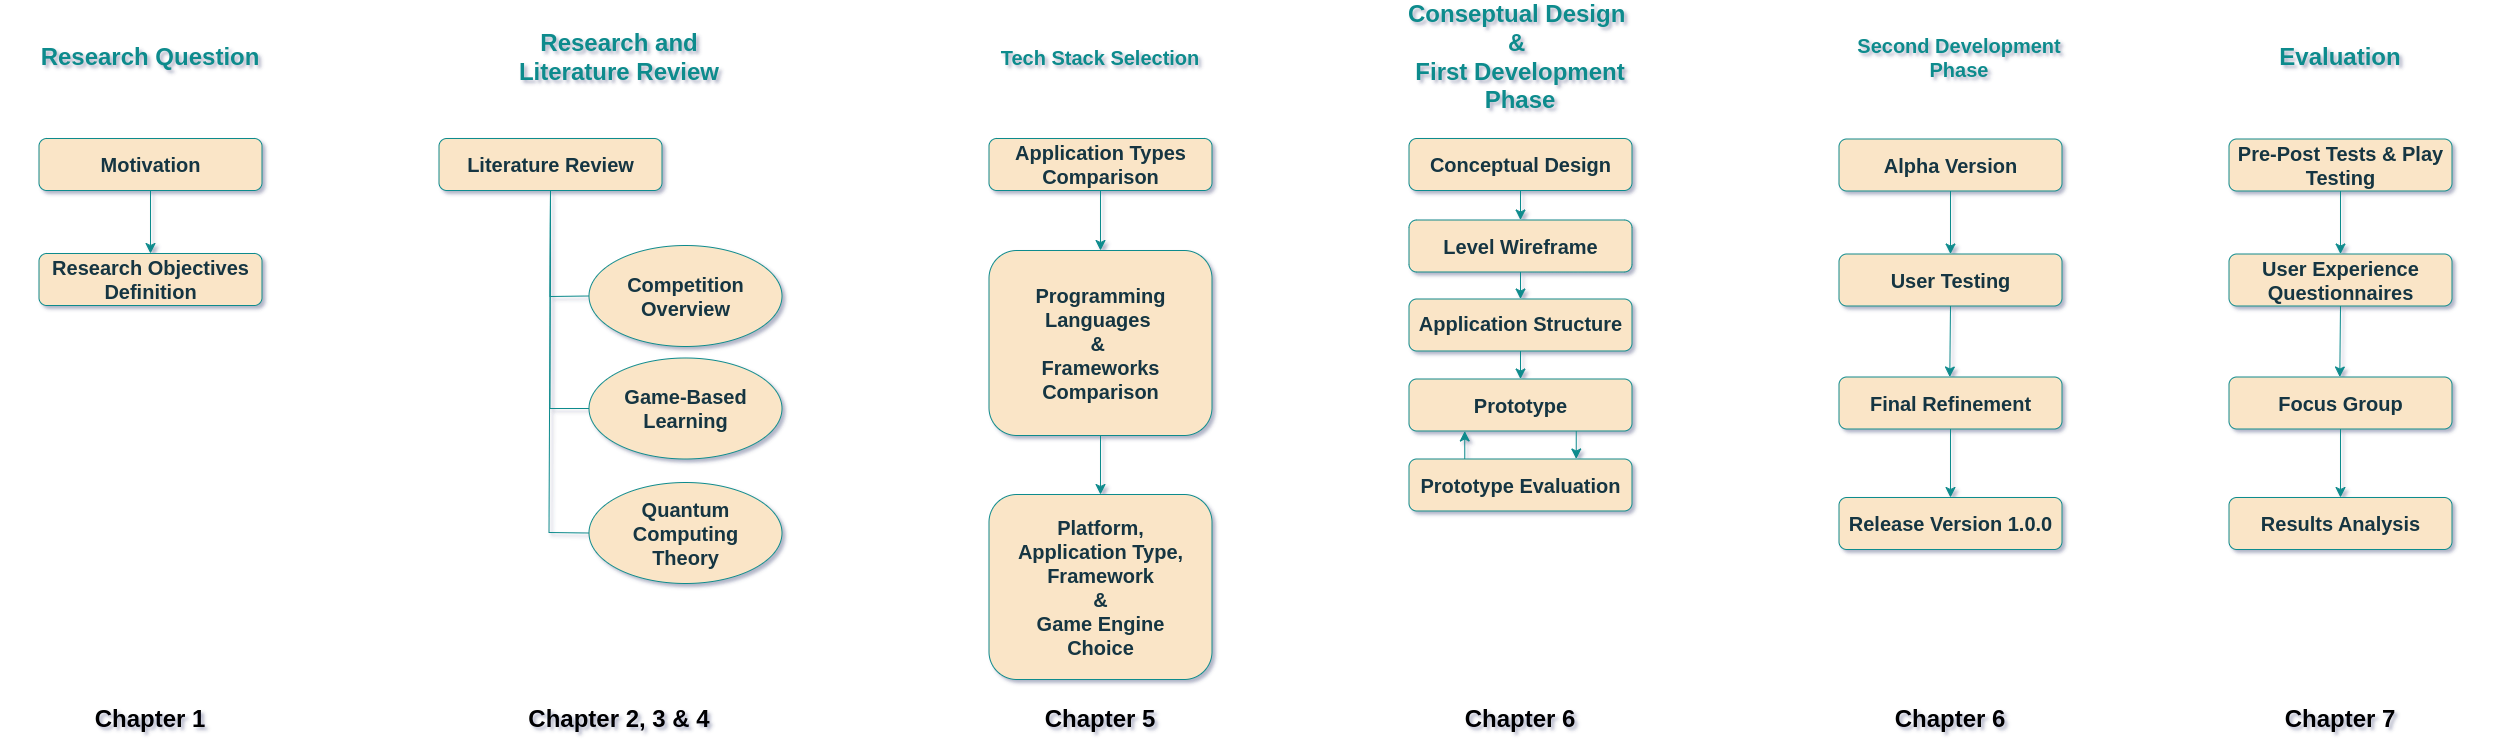 Research Question
Motivation
Research Objectives
Definition
Chapter 1
Research and
Literature Review
Literature Review
Competition
Overview
Game-Based
Learning
Quantum
Computing
Theory
Chapter 2, 3 & 4
Tech Stack Selection
Application Types
Comparison
Programming
Languages
&
Frameworks
Comparison
Platform,
Application Type,
Framework
&
Game Engine
Choice
Chapter 5
Conseptual Design
&
First Development
Phase
Conceptual Design
Level Wireframe
Application Structure
Prototype
Prototype Evaluation
Chapter 6
Second Development
Phase
Alpha Version
User Testing
Final Refinement
Release Version 1.0.0
Chapter 6
Evaluation
Pre-Post Tests & Play
Testing
User Experience
Questionnaires
Focus Group
Results Analysis
Chapter 7